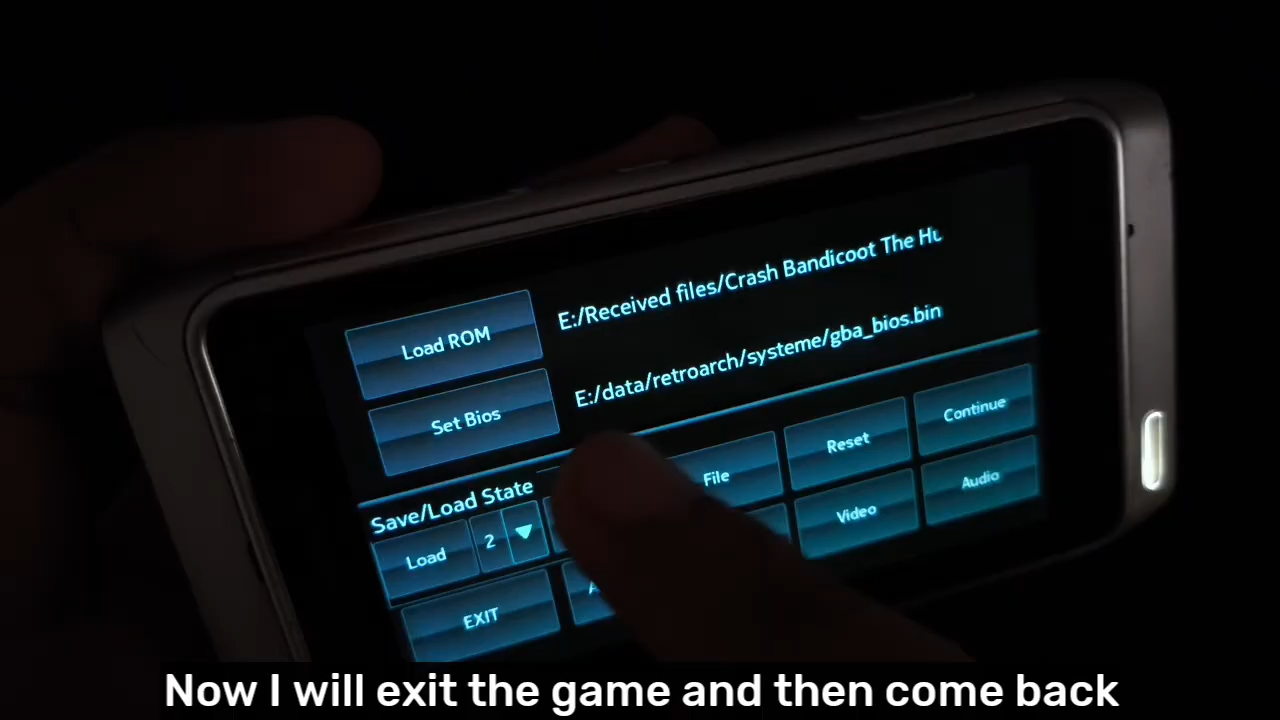 Load ROM
E:/Received files/Crash Bandicoot The Hu
Set Bios
E:/data/retroarch/systeme/gba_bios.bin
Save/Load State
File
Reset
Continue
Load
2
Video
Audio
EXIT
Now I will exit the game and then come back